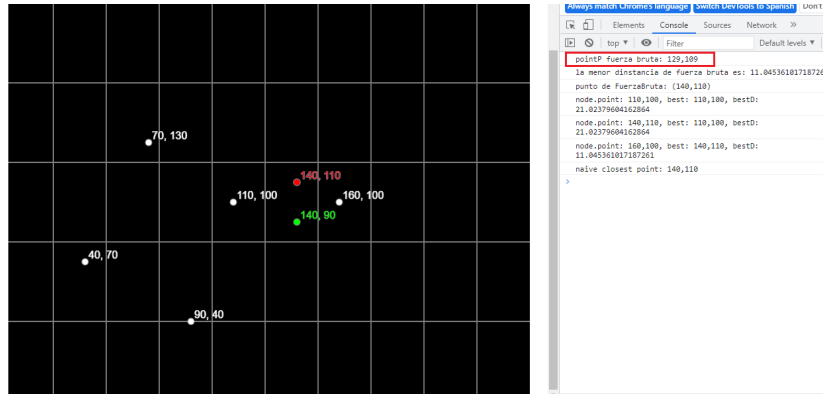 70, 130
140, 110
110, 100
160, 100
140, 90
40, 70
90, 40
Always match Chrome's language Switch DevTools to Spanish Don't
Elements Console Sources Network »
top ▼ Filter Default levels ▼
pointP fuerza bruta: 129,109
la menor dinstancia de fuerza bruta es: 11.0453610171872
punto de FuerzaBruta: (140,110)
node.point: 110,100, best: 110,100, bestD:
21.02379604162864
node.point: 140,110, best: 110,100, bestD:
21.02379604162864
node.point: 160,100, best: 140,110, bestD:
11.045361017187261
naive closest point: 140,110
>